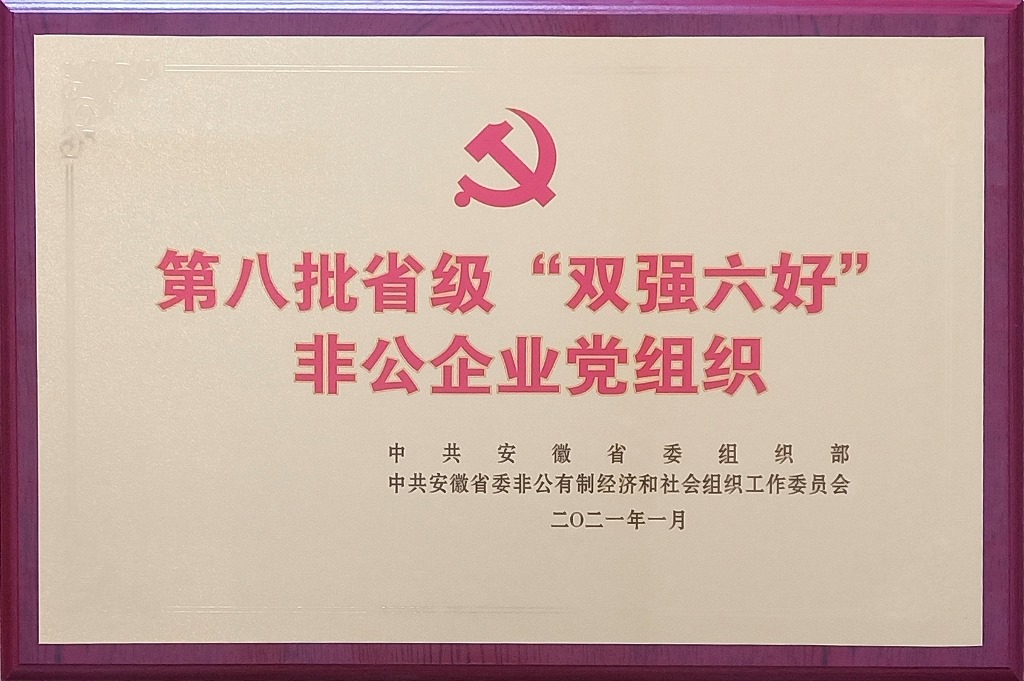 第八批省级“双强六好”
非公企业党组织
中共安徽省委组织部
中共安徽省委非公有制经济和社会组织工作委员会
二〇二一年一月